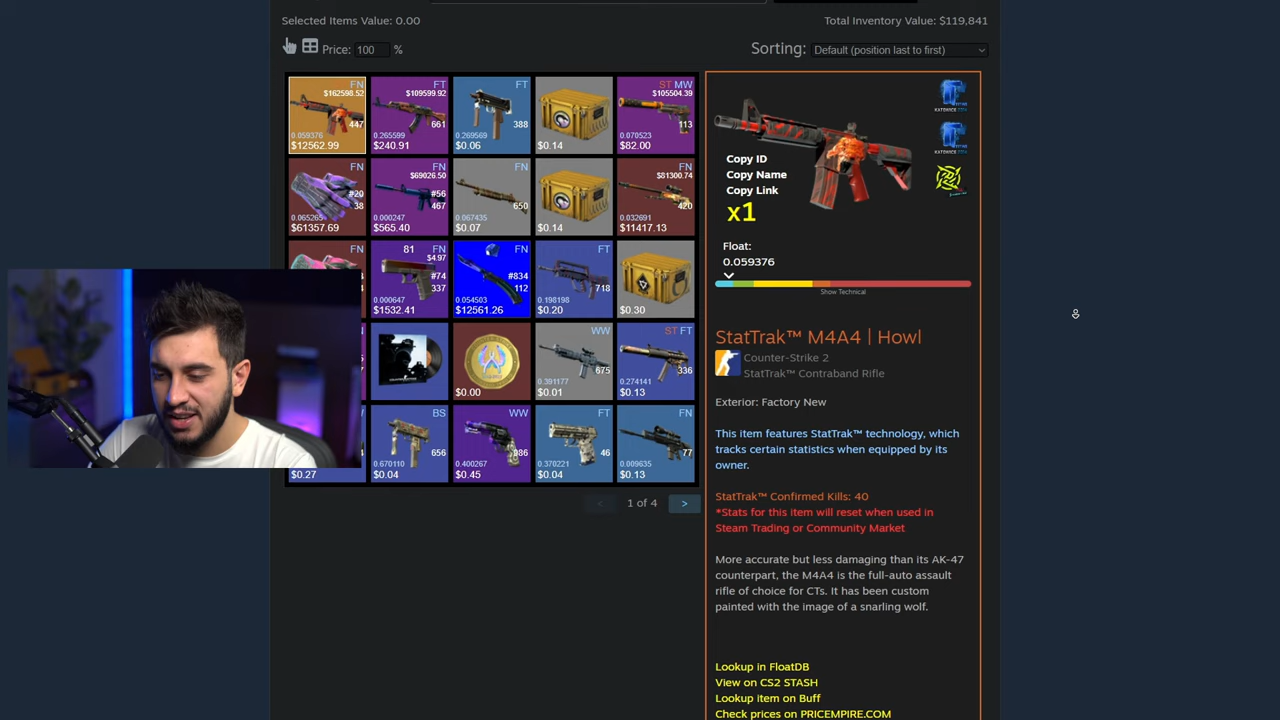 Selected Items Value: 0.00
Total Inventory Value: $119,841
Price: 100 %
Sorting: Default (position last to first)
FN
$162598.52
447
0.059376
$12562.99
FT
$109599.92
661
0.265599
$240.91
FT
388
0.269569
$0.06
$0.14
ST MW
$105504.39
113
0.070523
$82.00
FN
#20
38
0.065265
$61357.69
FN
$69026.50
#56
467
0.000247
$565.40
FN
650
0.067435
$0.07
$0.14
FN
$81300.74
420
0.032691
$11417.13
FN
81 FN
$4.97
#74
337
0.000647
$1532.41
FN
#834
112
0.054503
$12561.26
FT
718
0.198198
$0.20
$0.30
$0.00
WW
675
0.391177
$0.01
ST FT
336
0.274141
$0.13
$0.27
BS
656
0.670110
$0.04
WW
286
0.400267
$0.45
FT
46
0.370221
$0.04
FN
77
0.009635
$0.13
< 1 of 4 >
KATOWICE 2014
KATOWICE 2014
Copy ID
Copy Name
Copy Link
x1
Float:
0.059376
Show Technical
StatTrak™ M4A4 | Howl
Counter-Strike 2
StatTrak™ Contraband Rifle
Exterior: Factory New
This item features StatTrak™ technology, which
tracks certain statistics when equipped by its
owner.
StatTrak™ Confirmed Kills: 40
*Stats for this item will reset when used in
Steam Trading or Community Market
More accurate but less damaging than its AK-47
counterpart, the M4A4 is the full-auto assault
rifle of choice for CTs. It has been custom
painted with the image of a snarling wolf.
Lookup in FloatDB
View on CS2 STASH
Lookup item on Buff
Check prices on PRICEMPIRE.COM